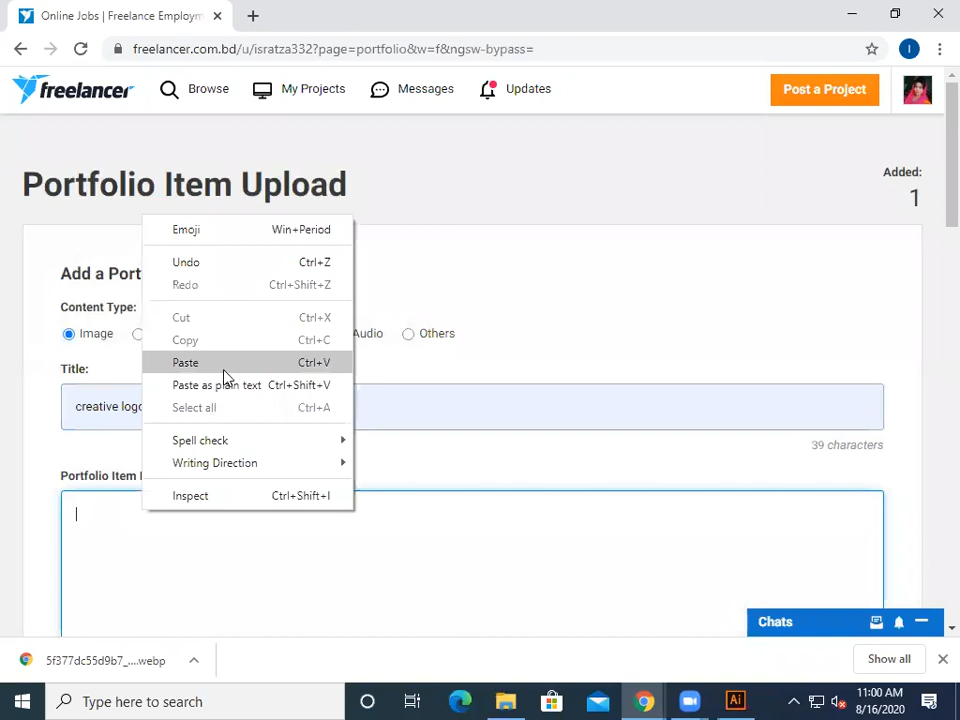 Online Jobs | Freelance Employm
freelancer.com.bd/u/isratza332?page=portfolio&w=f&ngsw-bypass=
I
freelancer
Browse
My Projects
Messages
Updates
Post a Project
Portfolio Item Upload
Added:
1
Add a Port
Content Type:
Image
Audio
Others
Title:
creative logo
39 characters
Portfolio Item
Emoji Win+Period
Undo Ctrl+Z
Redo Ctrl+Shift+Z
Cut Ctrl+X
Copy Ctrl+C
Paste Ctrl+V
Paste as plain text Ctrl+Shift+V
Select all Ctrl+A
Spell check
Writing Direction
Inspect Ctrl+Shift+I
Chats
5f377dc55d9b7_....webp
Show all
Type here to search
Ai
11:00 AM
8/16/2020